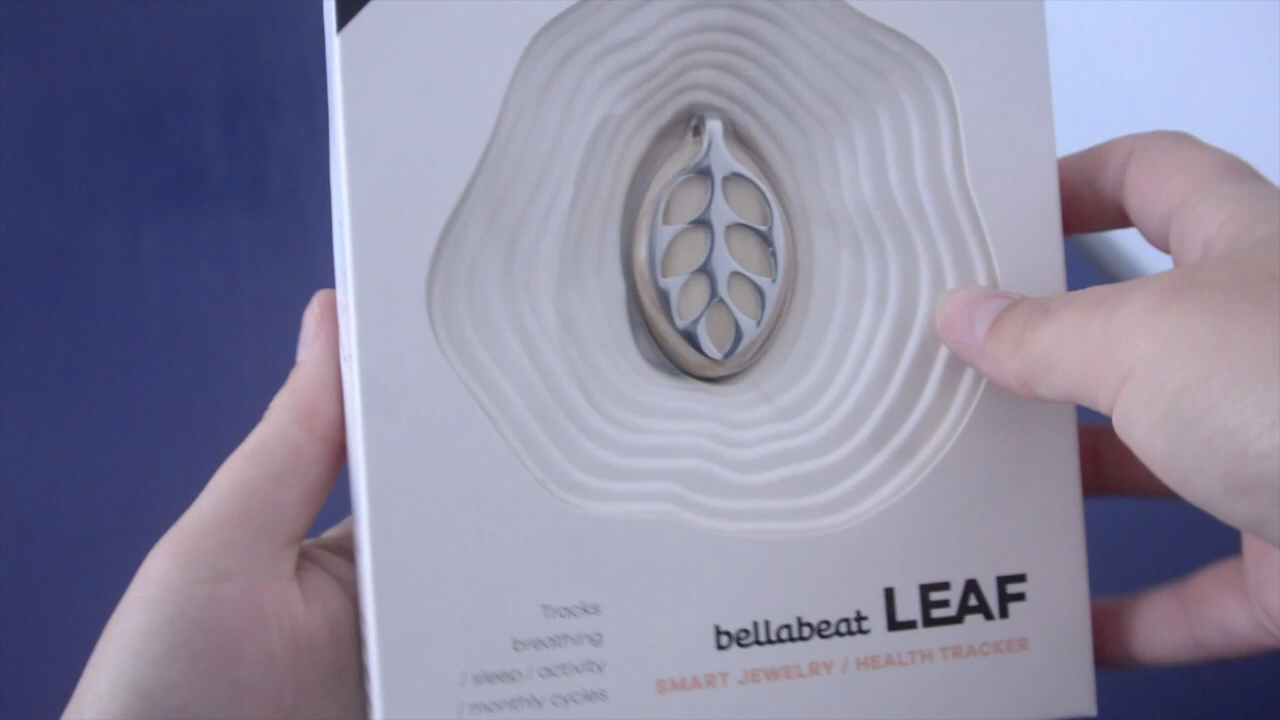 Tracks
breathing
/ sleep / activity
/ monthly cycles
bellabeat LEAF
SMART JEWELRY / HEALTH TRACKER